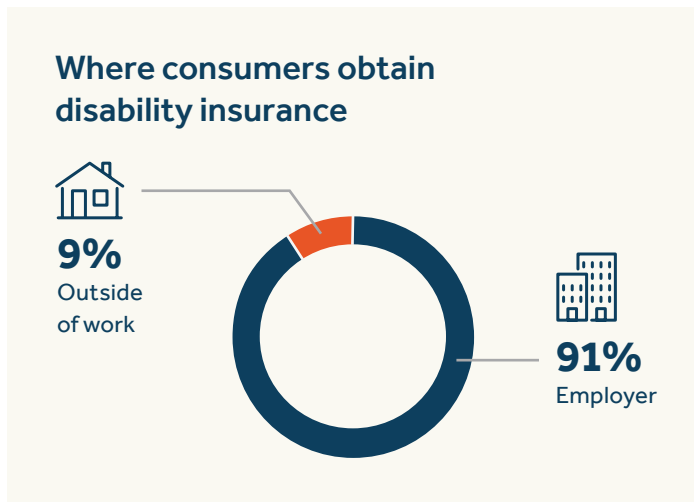 Where consumers obtain
disability insurance
9%
Outside
of work
91%
Employer